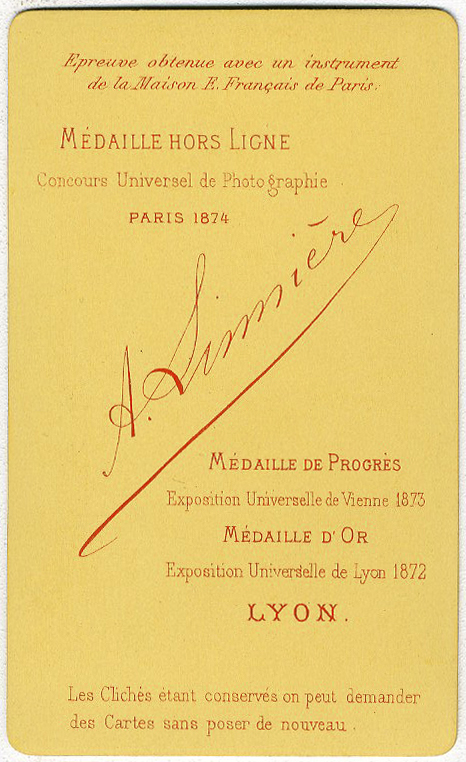 Epreuve obtenue avec un instrument
de la Maison E. Français de Paris.
MÉDAILLE HORS LIGNE
Concours Universel de Photographie
PARIS 1874
A. Lumière
MÉDAILLE DE PROGRÈS
Exposition Universelle de Vienne 1873
MÉDAILLE D'OR
Exposition Universelle de Lyon 1872
LYON.
Les Clichés étant conservés on peut demander
des Cartes sans poser de nouveau.